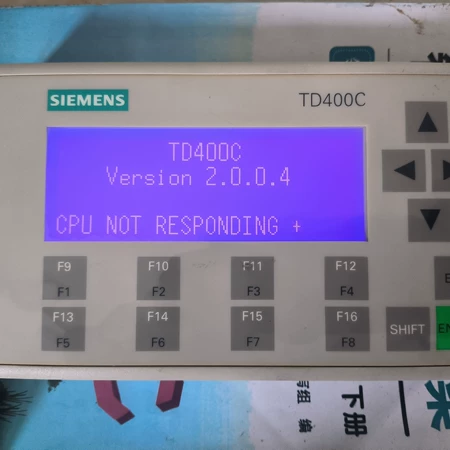 SIEMENS
TD400C
TD400C
Version 2.0.0.4
CPU NOT RESPONDING +
F9 F10 F11 F12
F1 F2 F3 F4
F13 F14 F15 F16
F5 F6 F7 F8
SHIFT
下册
编